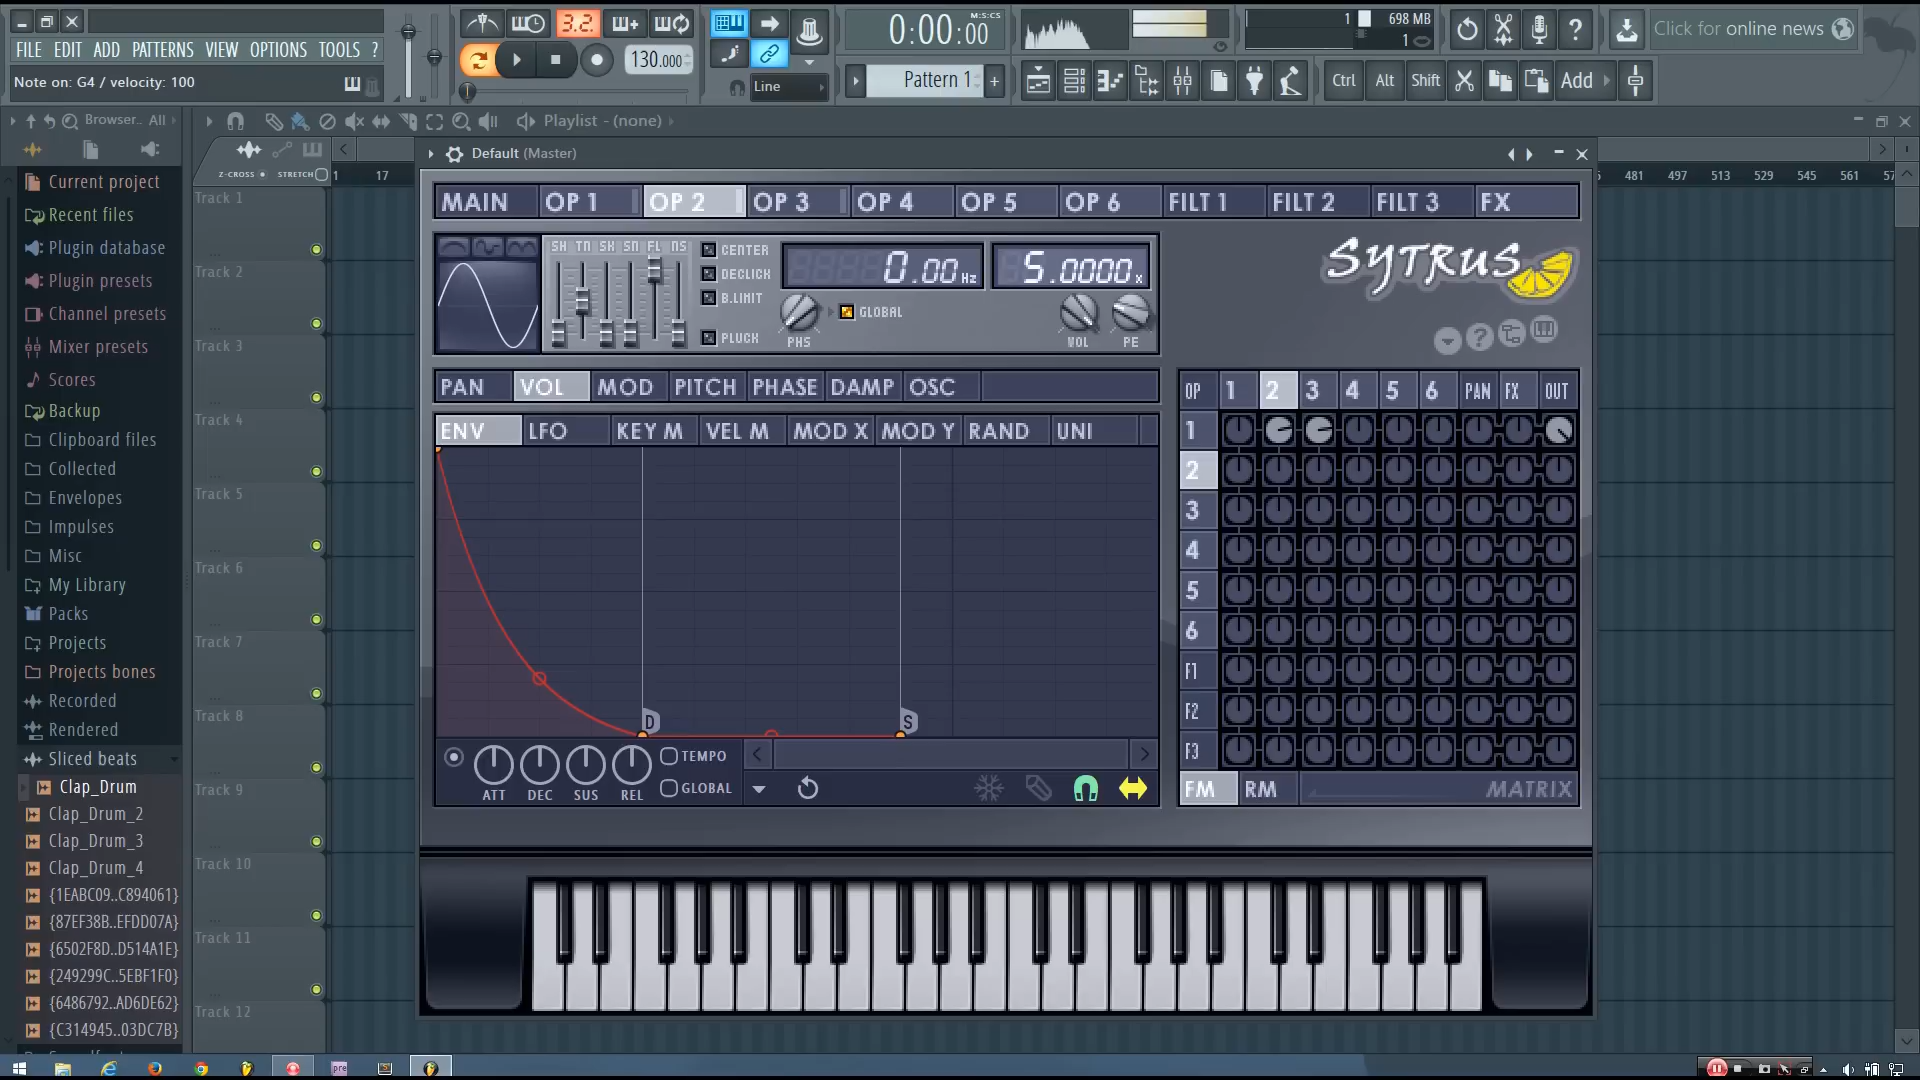 FILE EDIT ADD PATTERNS VIEW OPTIONS TOOLS ?
Note on: G4 / velocity: 100
3.2.
130.000
0:00:00
M:S:CS
Line
Pattern 1
+
1 698 MB
1
Ctrl Alt Shift
Add
?
Click for online news
Browser.. All
Playlist - (none)
Z-CROSS STRETCH
1 17
481 497 513 529 545 561 57
Default (Master)
Current project
Recent files
Plugin database
Plugin presets
Channel presets
Mixer presets
Scores
Backup
Clipboard files
Collected
Envelopes
Impulses
Misc
My Library
Packs
Projects
Projects bones
Recorded
Rendered
Sliced beats
Clap_Drum
Clap_Drum_2
Clap_Drum_3
Clap_Drum_4
{1EABC09..C894061}
{87EF38B..EFDD07A}
{6502F8D..D514A1E}
{249299C..5EBF1F0}
{6486792..AD6DE62}
{C314945..03DC7B}
Track 1
Track 2
Track 3
Track 4
Track 5
Track 6
Track 7
Track 8
Track 9
Track 10
Track 11
Track 12
MAIN OP 1 OP 2 OP 3 OP 4 OP 5 OP 6 FILT 1 FILT 2 FILT 3 FX
SH TN SK SN FL NS
CENTER
DECLICK
B.LIMIT
PLUCK
0.00 Hz
5.0000 x
PHS
GLOBAL
VOL PE
SYTRUS
?
PAN VOL MOD PITCH PHASE DAMP OSC
ENV LFO KEY M VEL M MOD X MOD Y RAND UNI
D
S
ATT DEC SUS REL
TEMPO
GLOBAL
OP 1 2 3 4 5 6 PAN FX OUT
1
2
3
4
5
6
F1
F2
F3
FM RM MATRIX
pre